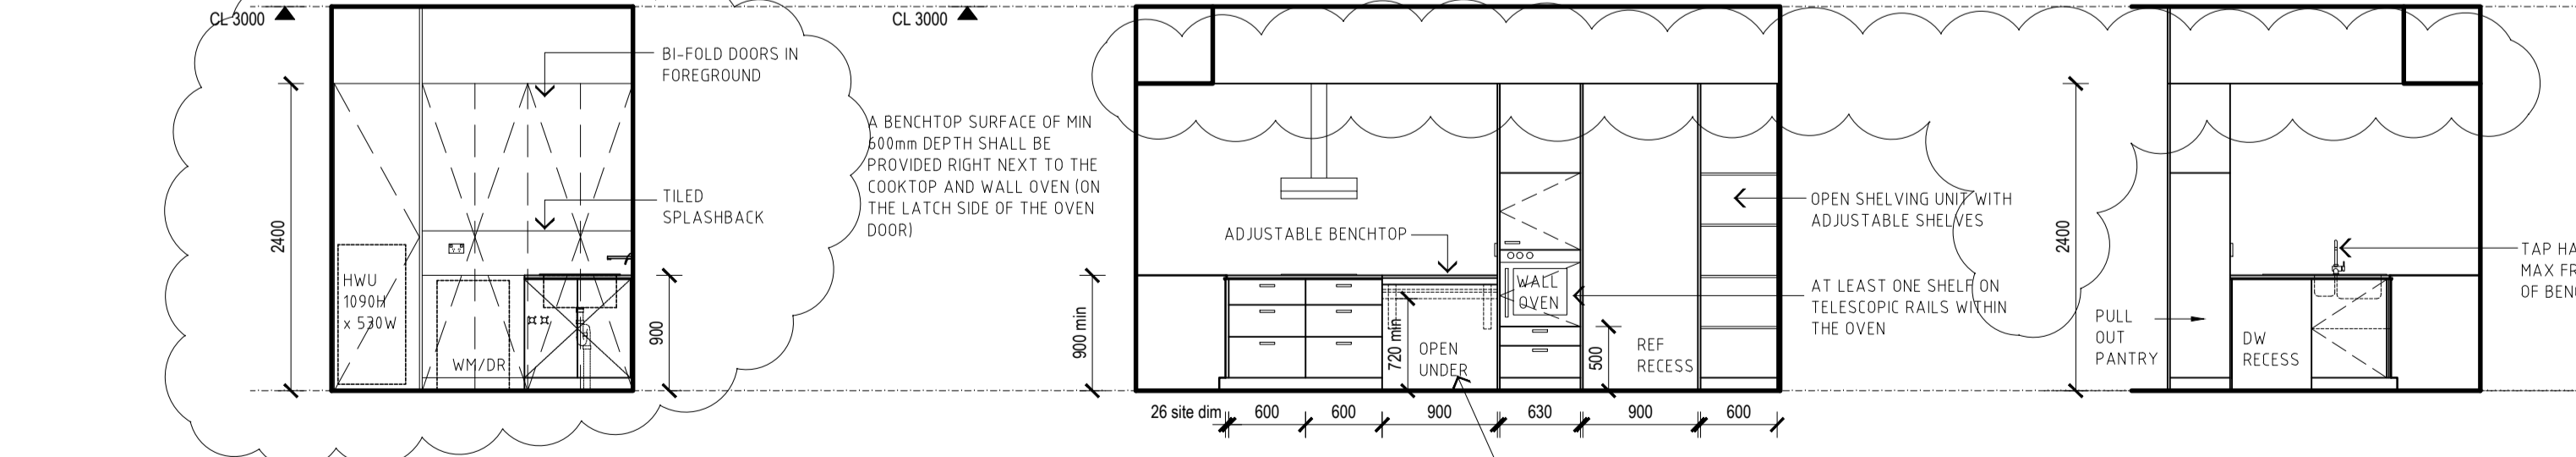 CL 3000
BI-FOLD DOORS IN
FOREGROUND
TILED
SPLASHBACK
2400
HWU
1090H
x 530W
WM/DR
900
CL 3000
A BENCHTOP SURFACE OF MIN
600mm DEPTH SHALL BE
PROVIDED RIGHT NEXT TO THE
COOKTOP AND WALL OVEN (ON
THE LATCH SIDE OF THE OVEN
DOOR)
ADJUSTABLE BENCHTOP
900 min
720 min
OPEN
UNDER
WALL
OVEN
500
REF
RECESS
26 site dim
600
600
900
630
900
600
OPEN SHELVING UNIT WITH
ADJUSTABLE SHELVES
AT LEAST ONE SHELF ON
TELESCOPIC RAILS WITHIN
THE OVEN
2400
PULL
OUT
PANTRY
DW
RECESS
TAP HA
MAX FR
OF BEN